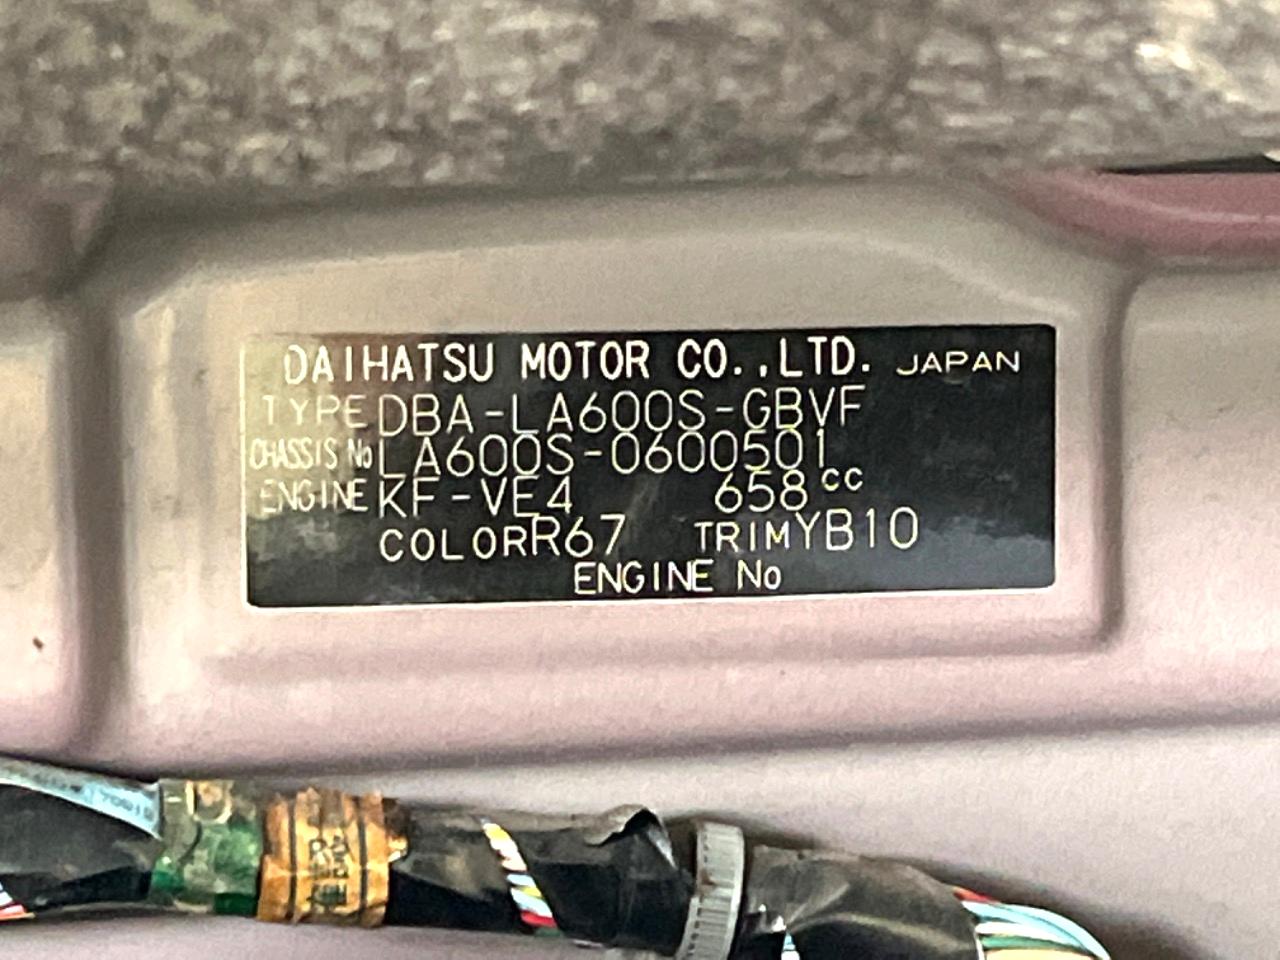 DAIHATSU MOTOR CO.,LTD. JAPAN
TYPE DBA-LA600S-GBVF
CHASSIS No LA600S-0600501
ENGINE KF-VE4 658cc
COLOR R67 TRIM YB10
ENGINE No